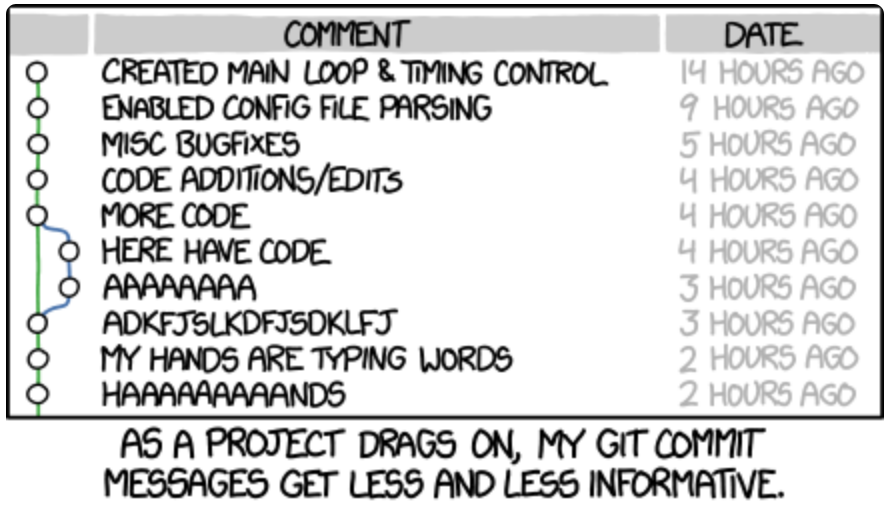 COMMENT DATE
CREATED MAIN LOOP & TIMING CONTROL 14 HOURS AGO
ENABLED CONFIG FILE PARSING 9 HOURS AGO
MISC BUGFIXES 5 HOURS AGO
CODE ADDITIONS/EDITS 4 HOURS AGO
MORE CODE 4 HOURS AGO
HERE HAVE CODE 4 HOURS AGO
AAAAAAAA 3 HOURS AGO
ADKFJSLKDFJSDKLFJ 3 HOURS AGO
MY HANDS ARE TYPING WORDS 2 HOURS AGO
HAAAAAAAAANDS 2 HOURS AGO
AS A PROJECT DRAGS ON, MY GIT COMMIT
MESSAGES GET LESS AND LESS INFORMATIVE.